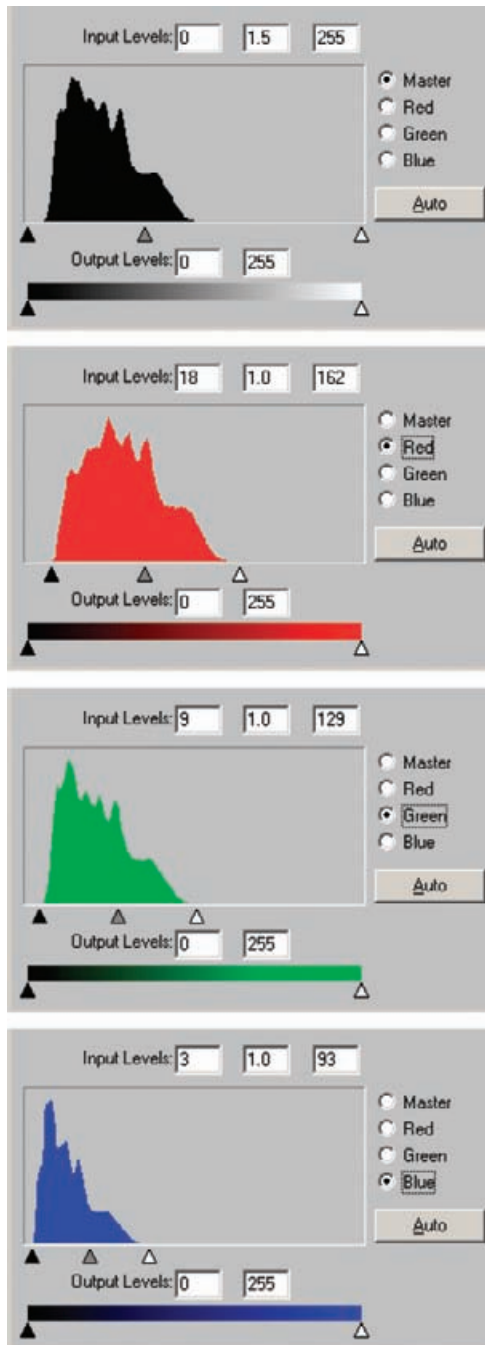 Input Levels: 0 1.5 255
Master
Red
Green
Blue
Auto
Output Levels: 0 255
Input Levels: 18 1.0 162
Master
Red
Green
Blue
Auto
Output Levels: 0 255
Input Levels: 9 1.0 129
Master
Red
Green
Blue
Auto
Output Levels: 0 255
Input Levels: 3 1.0 93
Master
Red
Green
Blue
Auto
Output Levels: 0 255